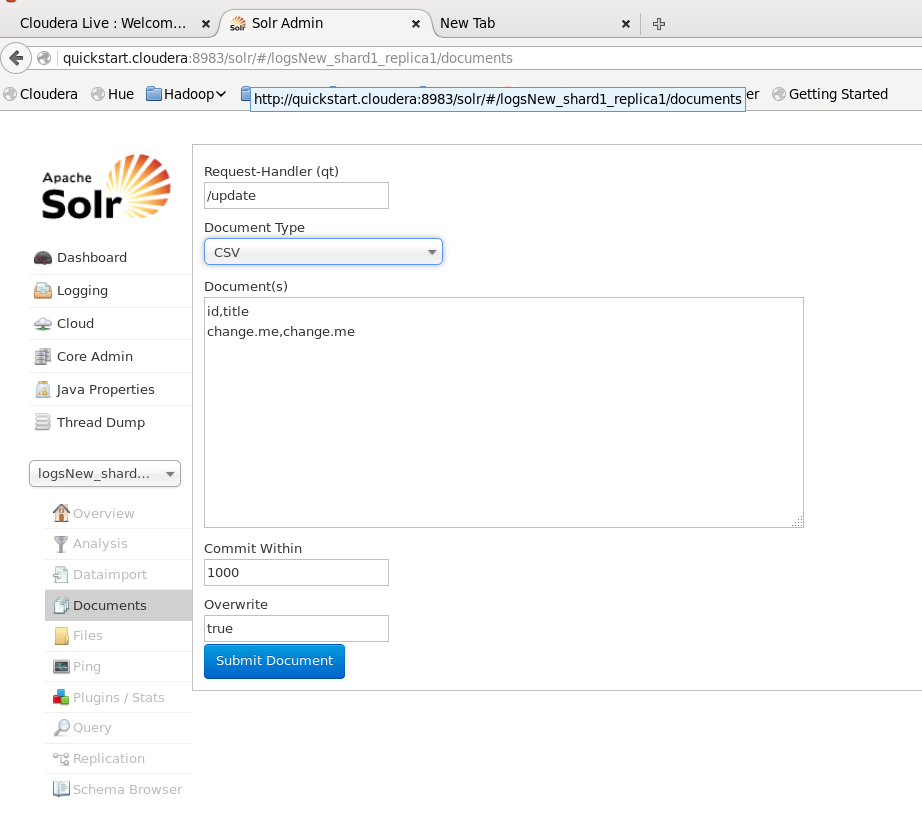 Cloudera Live : Welcom...
Solr Admin
New Tab
quickstart.cloudera:8983/solr/#/logsNew_shard1_replica1/documents
Cloudera
Hue
Hadoop
http://quickstart.cloudera:8983/solr/#/logsNew_shard1_replica1/documents
er
Getting Started
Apache
Solr
Dashboard
Logging
Cloud
Core Admin
Java Properties
Thread Dump
logsNew_shard...
Overview
Analysis
Dataimport
Documents
Files
Ping
Plugins / Stats
Query
Replication
Schema Browser
Request-Handler (qt)
/update
Document Type
CSV
Document(s)
id,title
change.me,change.me
Commit Within
1000
Overwrite
true
Submit Document